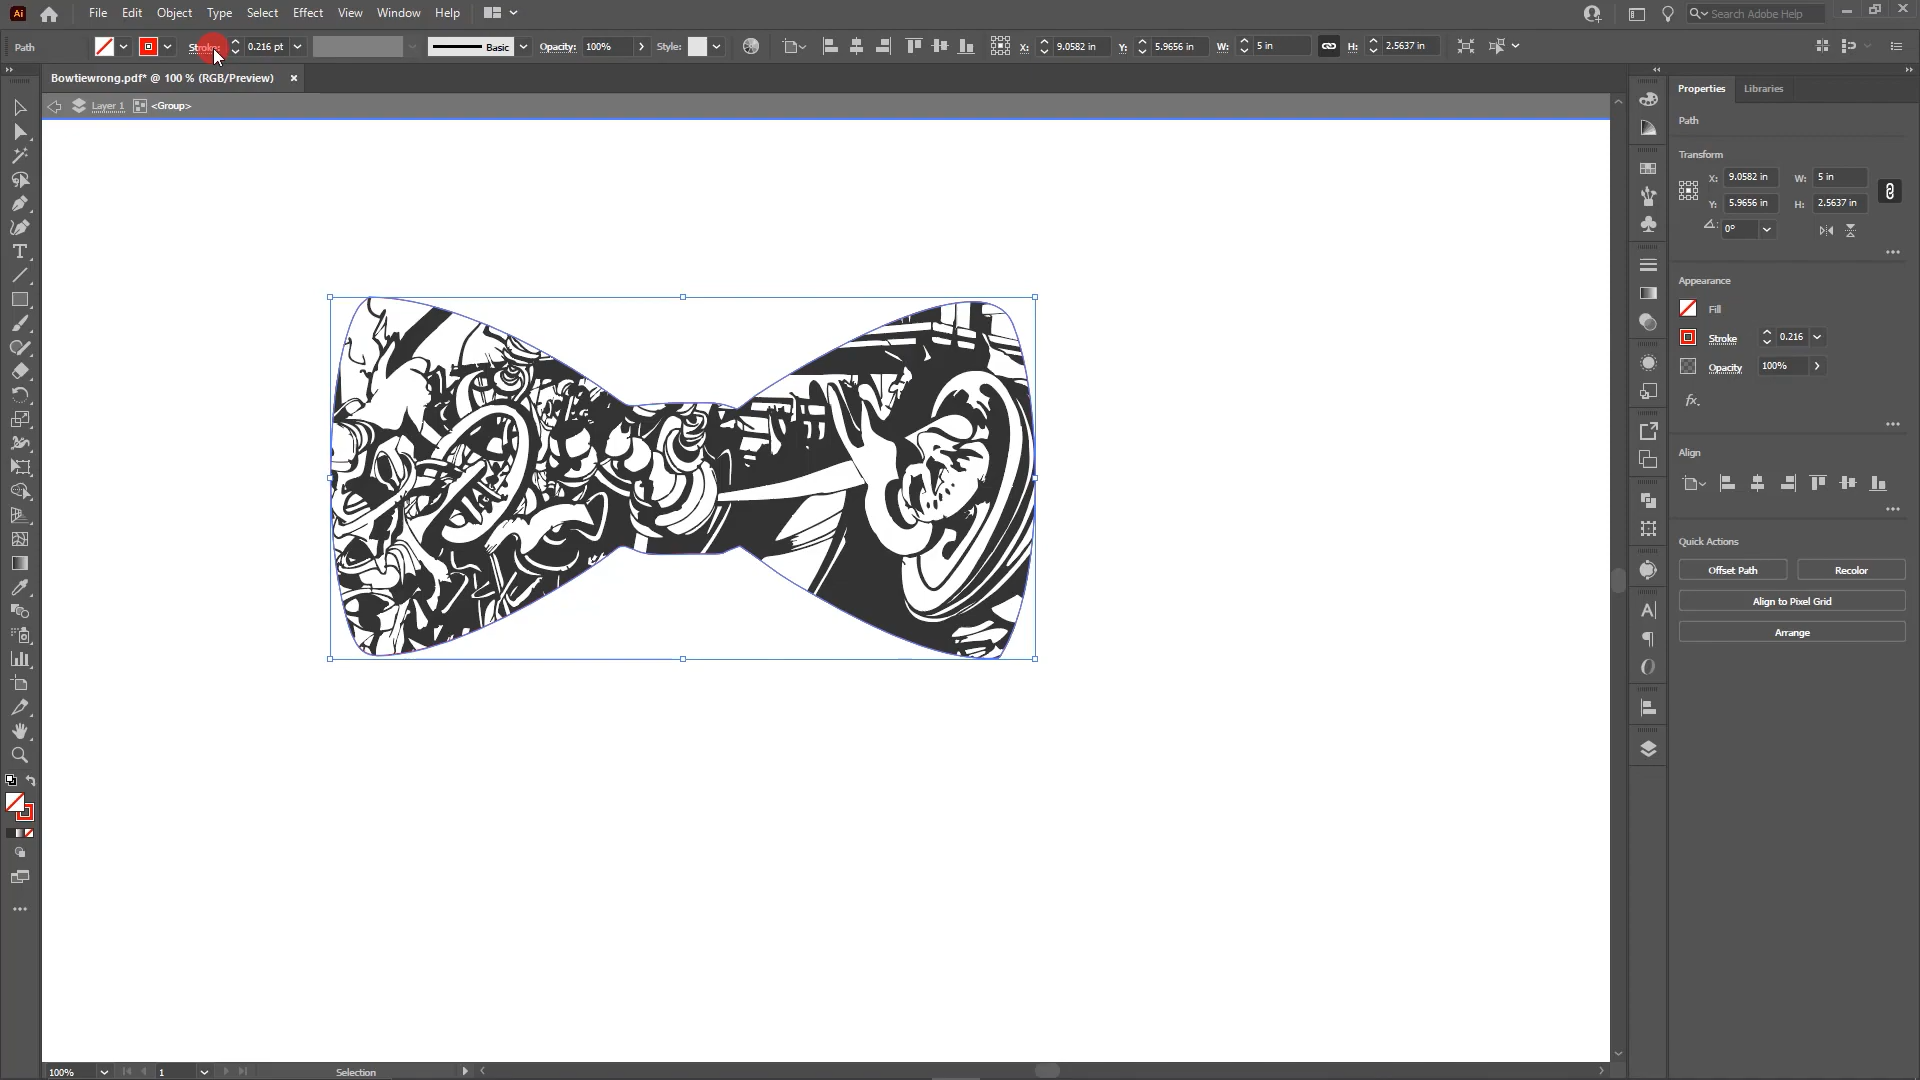 Ai File Edit Object Type Select Effect View Window Help Search Adobe Help
Path Stroke: 0.216 pt Basic Opacity: 100% Style: X: 9.0582 in Y: 5.9656 in W: 5 in H: 2.5637 in
Bowtiewrong.pdf* @ 100 % (RGB/Preview) ×
Layer 1 <Group>
Properties Libraries
Path
Transform
X: 9.0582 in W: 5 in
Y: 5.9656 in H: 2.5637 in
0°
Appearance
Fill
Stroke 0.216
Opacity 100%
fx.
Align
Quick Actions
Offset Path Recolor
Align to Pixel Grid
Arrange
100% 1 Selection